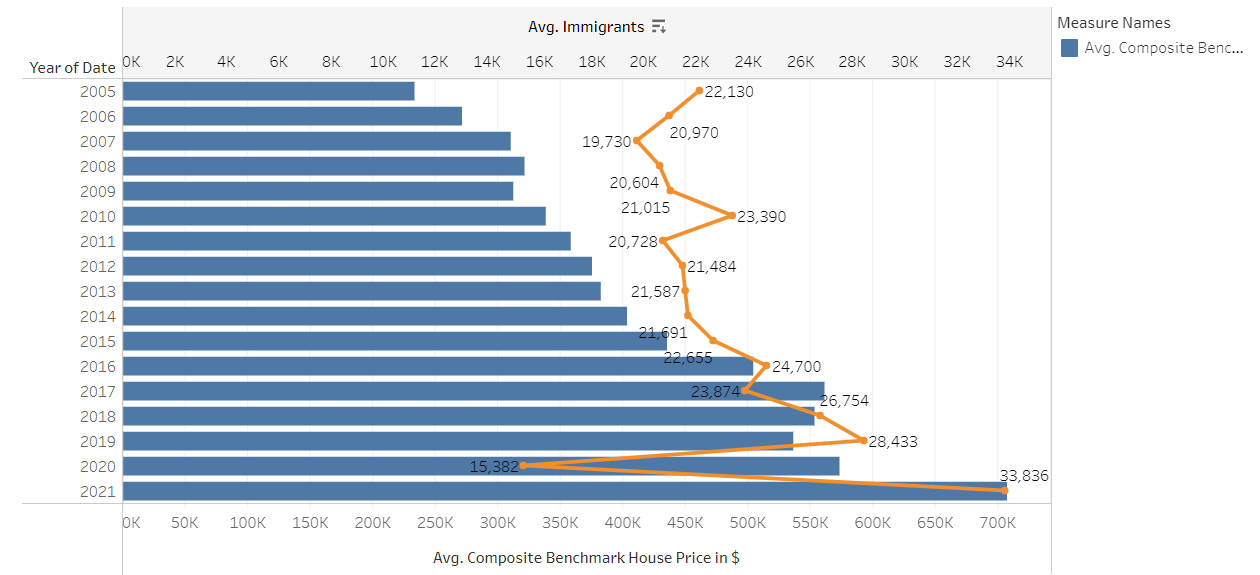 Avg. Immigrants
Measure Names
Avg. Composite Benc...
Year of Date
0K 2K 4K 6K 8K 10K 12K 14K 16K 18K 20K 22K 24K 26K 28K 30K 32K 34K
2005 22,130
2006 20,970
2007 19,730
2008 20,604
2009 21,015
2010 23,390
2011 20,728
2012 21,484
2013 21,587
2014 21,691
2015 22,655
2016 24,700
2017 23,874
2018 26,754
2019 28,433
2020 15,382
2021 33,836
0K 50K 100K 150K 200K 250K 300K 350K 400K 450K 500K 550K 600K 650K 700K
Avg. Composite Benchmark House Price in $